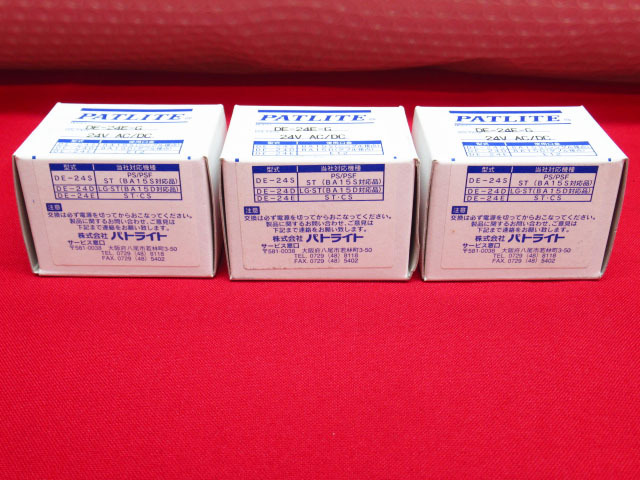 PATLITE
DE-24E-G
24V AC/DC
型式 当社対応機種
DE-24S PS/PSF
ST (BA15S対応品)
DE-24D LG・ST(BA15D対応品)
DE-24E ST・CS
注意
交換は必ず電源を切ってからおこなってください。
製品に関するお問い合わせ、ご意見は
下記まで連絡をお願い致します。
株式会社 パトライト
サービス窓口
〒581-0038 大阪府八尾市若林町3-50
TEL. 0729 (48) 8118
FAX. 0729 (48) 5402
PATLITE
DE-24E-G
24V AC/DC
型式 当社対応機種
DE-24S PS/PSF
ST (BA15S対応品)
DE-24D LG・ST(BA15D対応品)
DE-24E ST・CS
注意
交換は必ず電源を切ってからおこなってください。
製品に関するお問い合わせ、ご意見は
下記まで連絡をお願い致します。
株式会社 パトライト
サービス窓口
〒581-0038 大阪府八尾市若林町3-50
TEL. 0729 (48) 8118
FAX. 0729 (48) 5402
PATLITE
DE-24E-G
24V AC/DC
型式 当社対応機種
DE-24S PS/PSF
ST (BA15S対応品)
DE-24D LG・ST(BA15D対応品)
DE-24E ST・CS
注意
交換は必ず電源を切ってからおこなってください。
製品に関するお問い合わせ、ご意見は
下記まで連絡をお願い致します。
株式会社 パトライト
サービス窓口
〒581-0038 大阪府八尾市若林町3-50
TEL. 0729 (48) 8118
FAX. 0729 (48) 5402